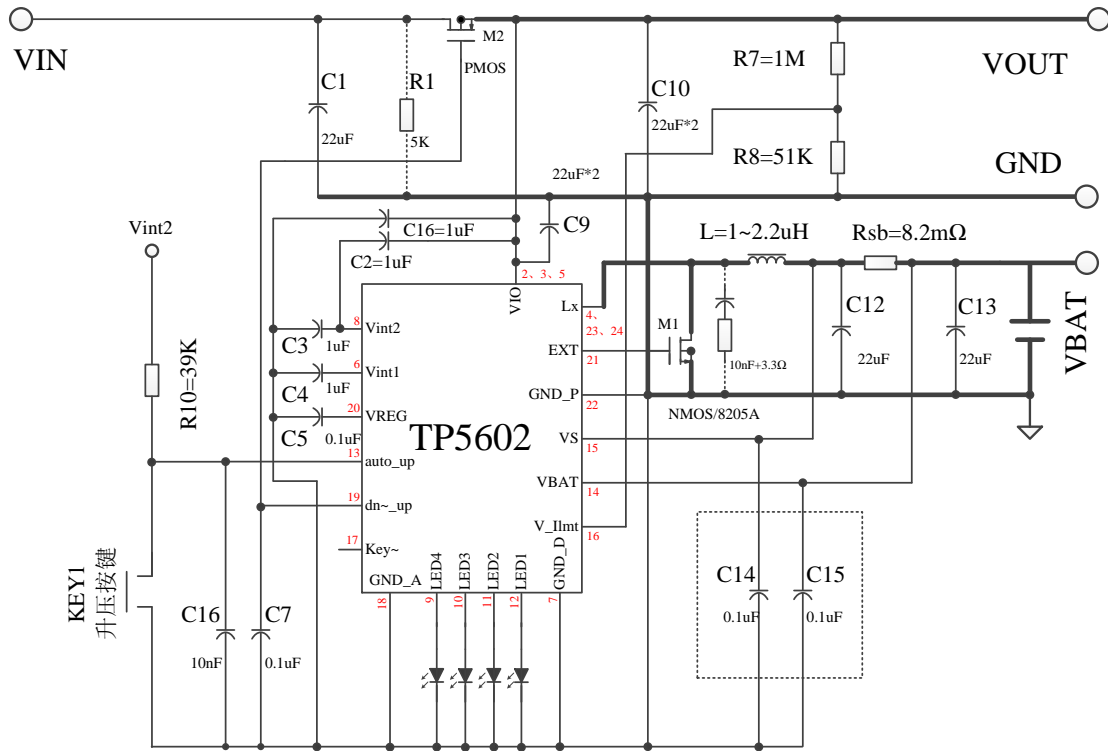 VIN
C1
22uF
R1
5K
M2
PMOS
C10
22uF*2
R7=1M
VOUT
R8=51K
GND
22uF*2
C9
C16=1uF
C2=1uF
Vint2
L=1~2.2uH
Rsb=8.2mΩ
2、3、5
VIO
Lx
4、
23、24
C3
1uF
8
Vint2
EXT
21
M1
10nF+3.3Ω
C12
22uF
C13
22uF
VBAT
R10=39K
C4
1uF
6
Vint1
GND_P
22
NMOS/8205A
C5
0.1uF
20
VREG
TP5602
VS
15
13
auto_up
VBAT
14
19
dn~_up
V_Ilmt
16
17
Key~
GND_A
18
LED4
9
LED3
10
LED2
11
LED1
12
GND_D
7
KEY1
升压按键
C16
10nF
C7
0.1uF
C14
0.1uF
C15
0.1uF